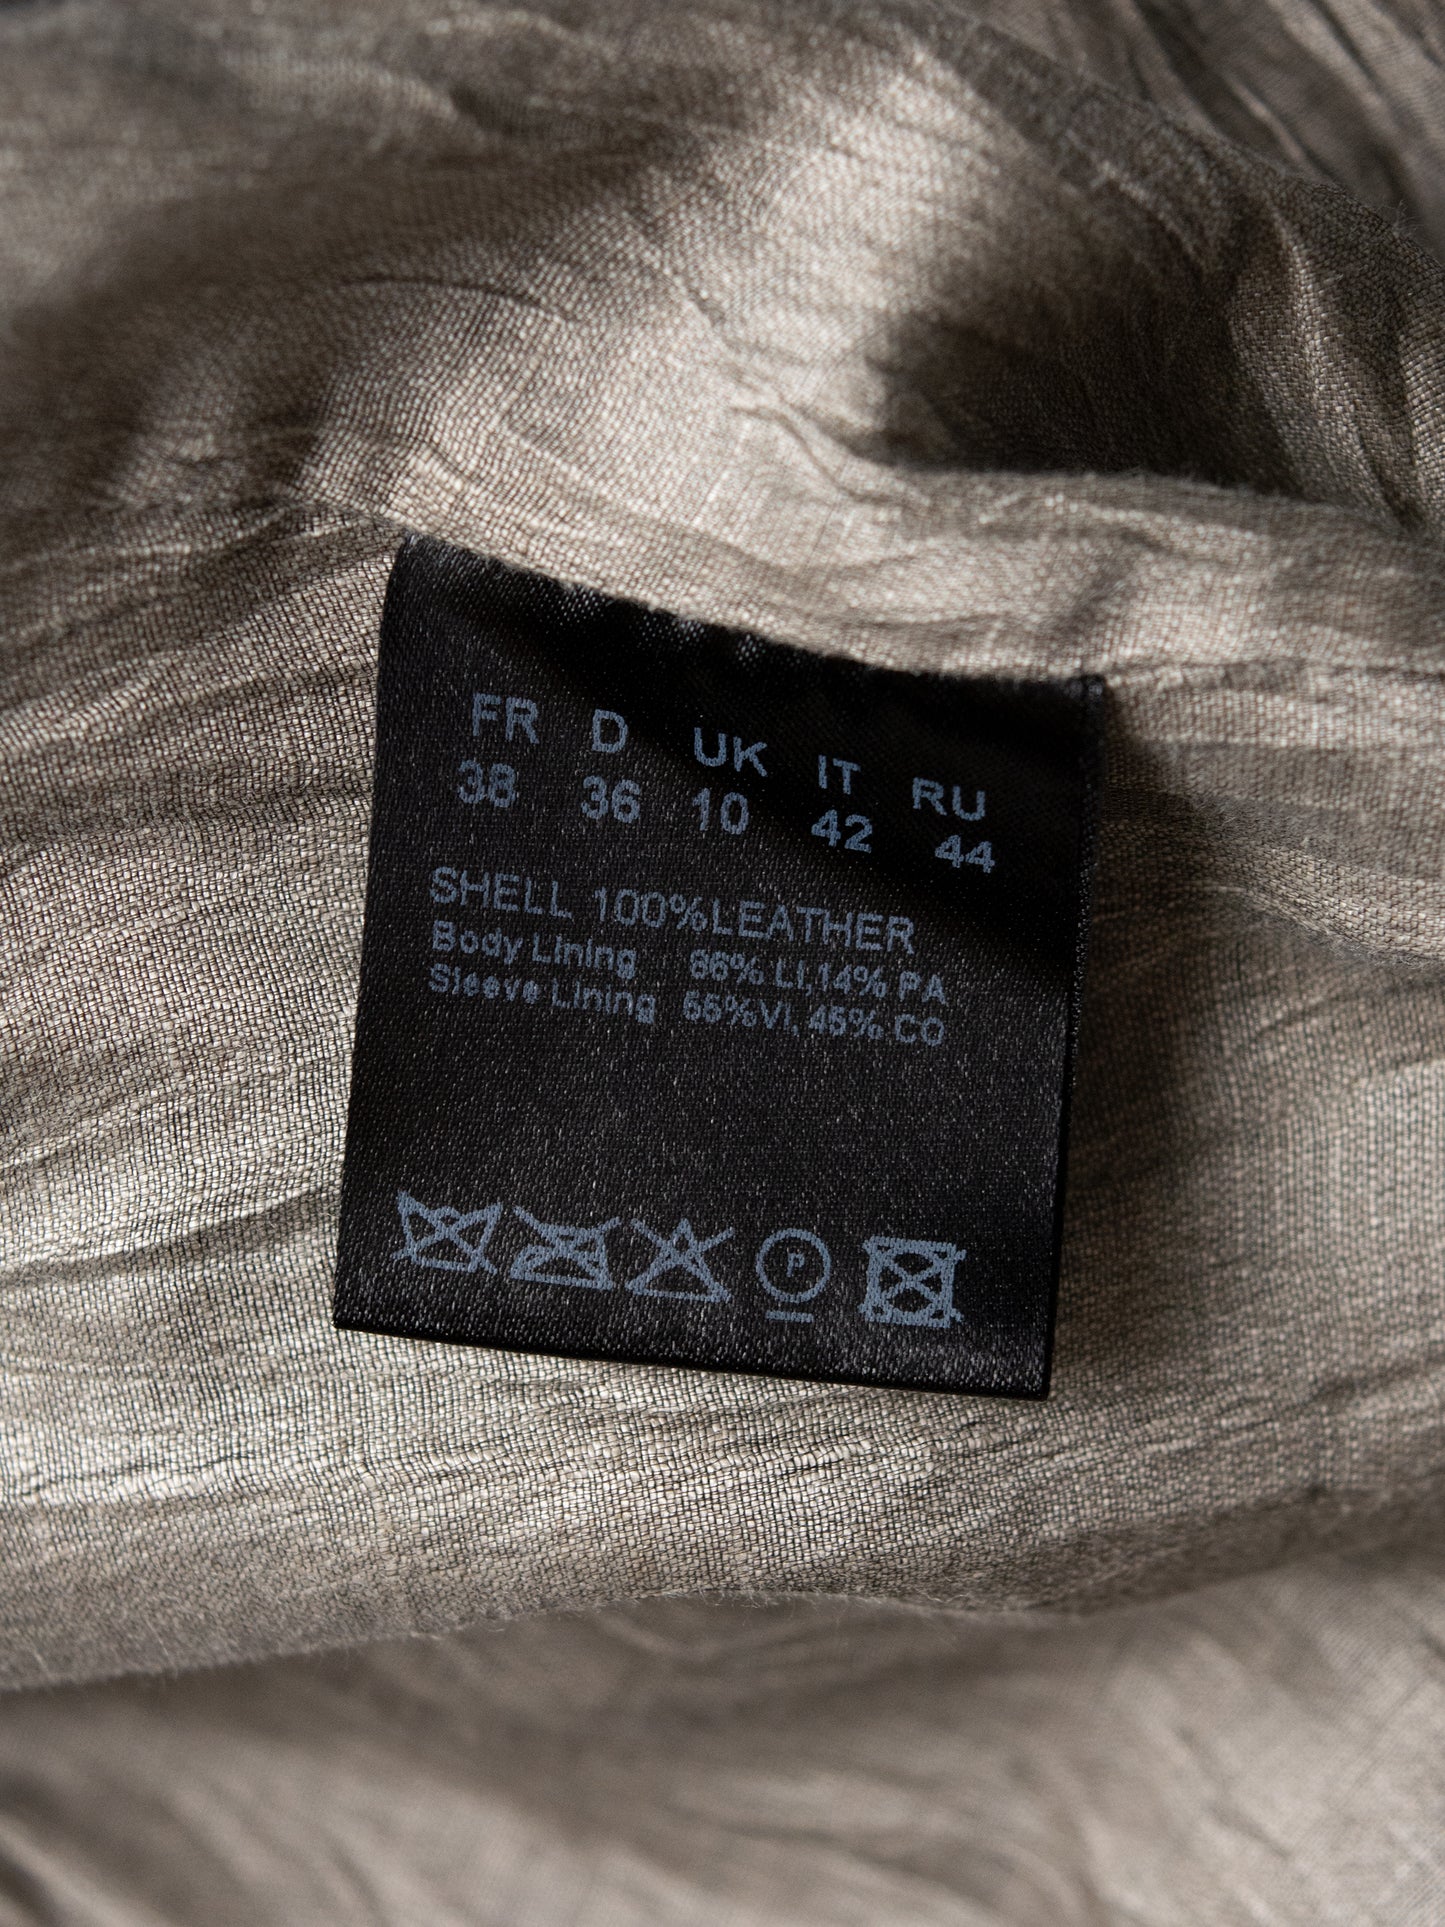 FR D UK IT RU
38 36 10 42 44
SHELL 100%LEATHER
Body Lining 86% LI,14% PA
Sleeve Lining 55%VI, 45% CO
P